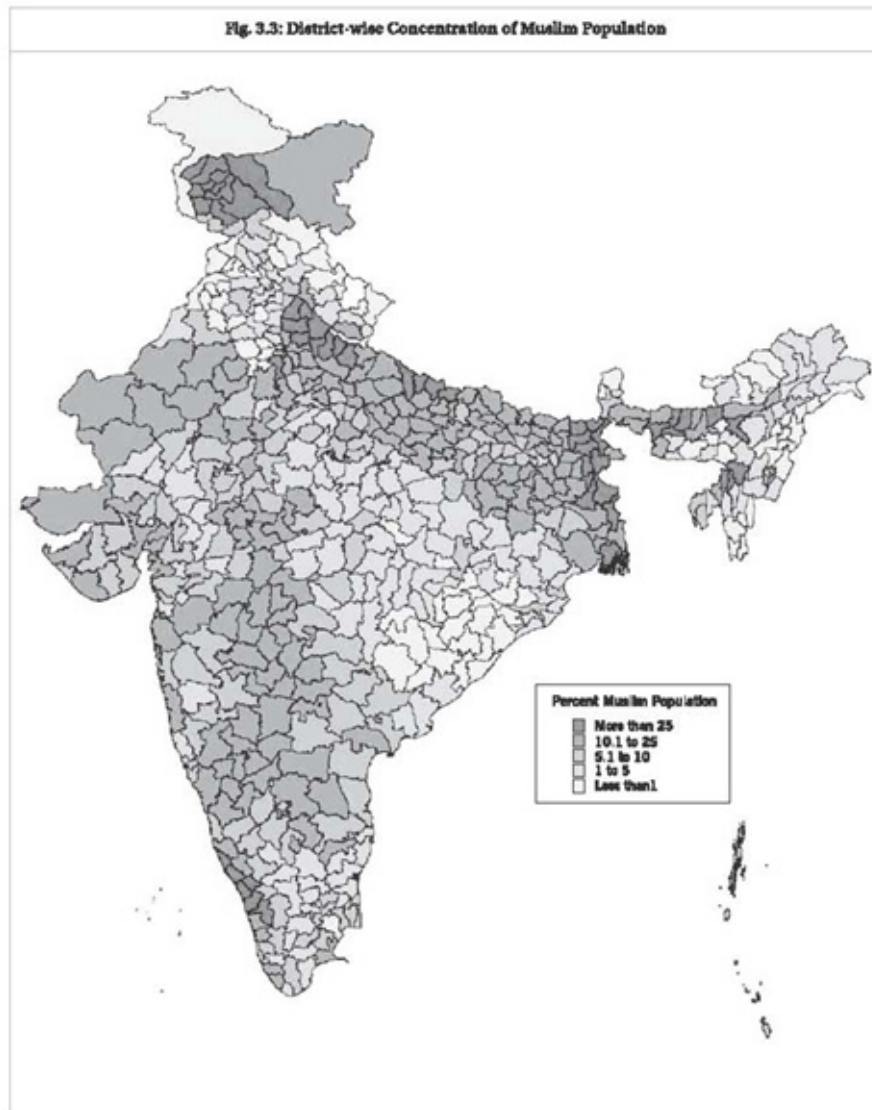 Fig. 3.3: District-wise Concentration of Muslim Population
Percent Muslim Population
More than 25
10.1 to 25
5.1 to 10
1 to 5
Less than1